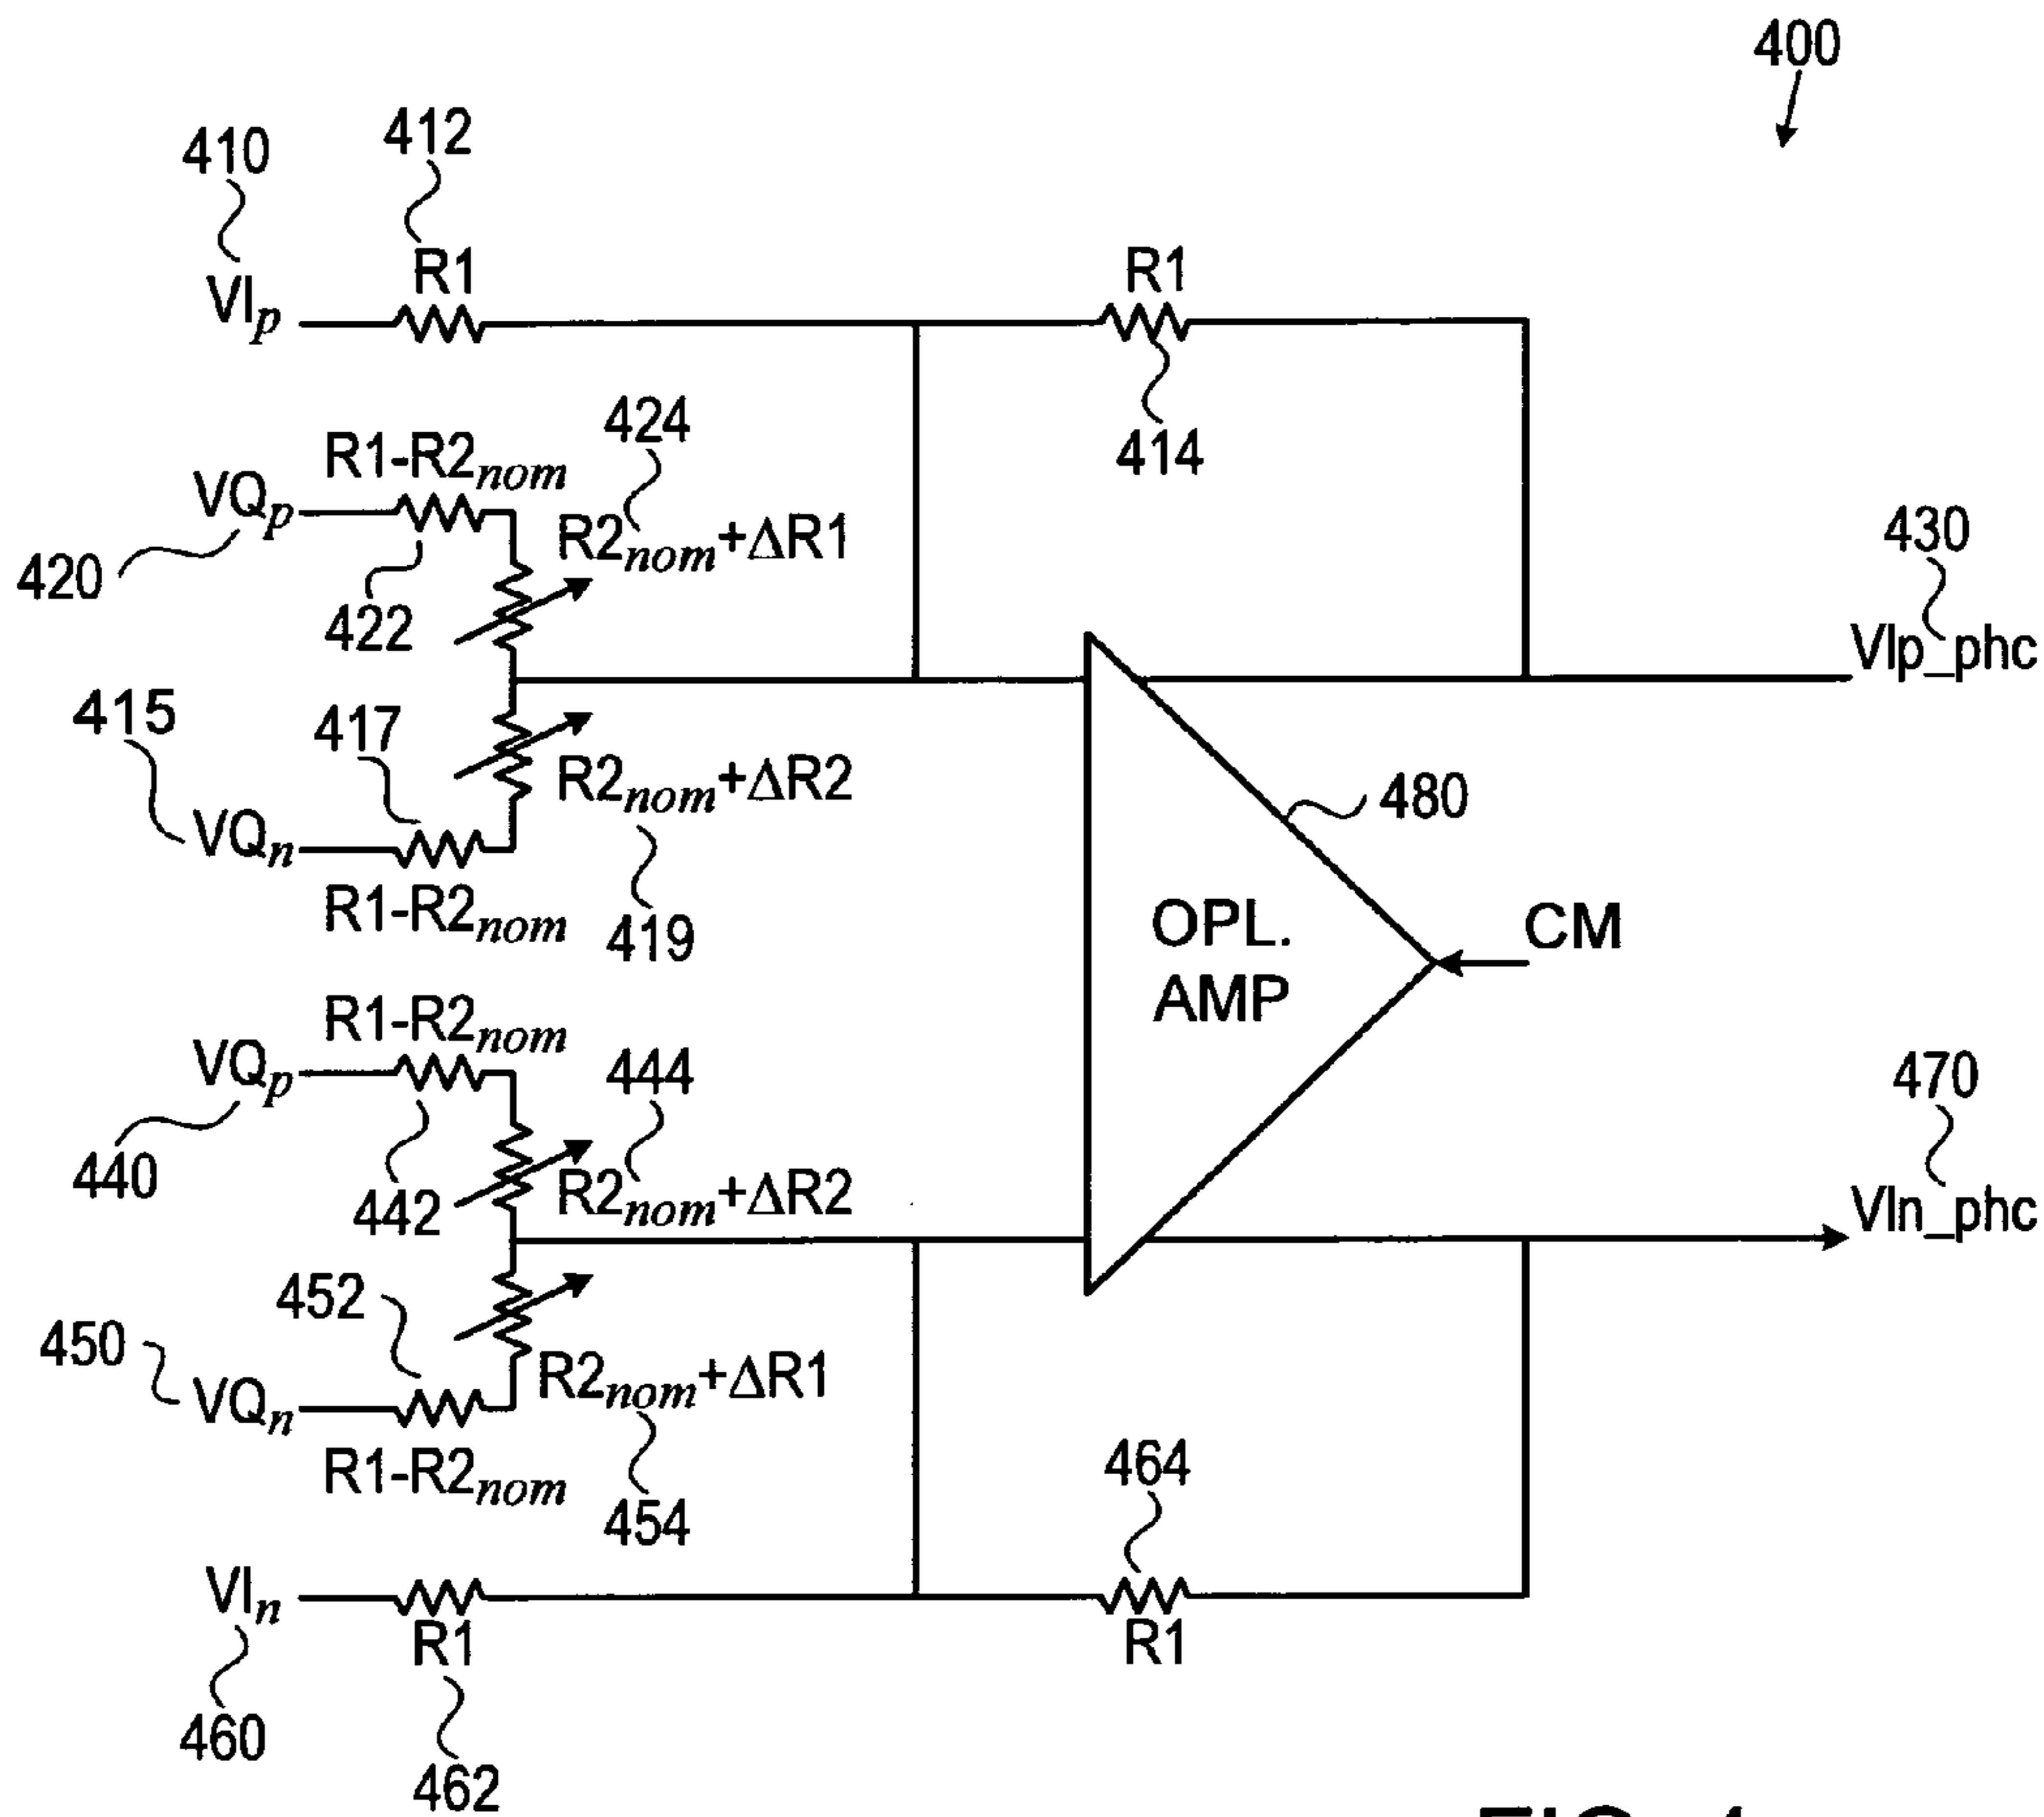 400
410
412
R1
VIp
R1
414
424
R1-R2nom
VQp
R2nom+ΔR1
420
422
430
VIp_phc
415
417
R2nom+ΔR2
480
VQn
R1-R2nom
419
OPL.
AMP
CM
R1-R2nom
VQp
444
470
440
442
R2nom+ΔR2
VIn_phc
452
450
VQn
R2nom+ΔR1
R1-R2nom
454
464
VIn
R1
R1
460
462